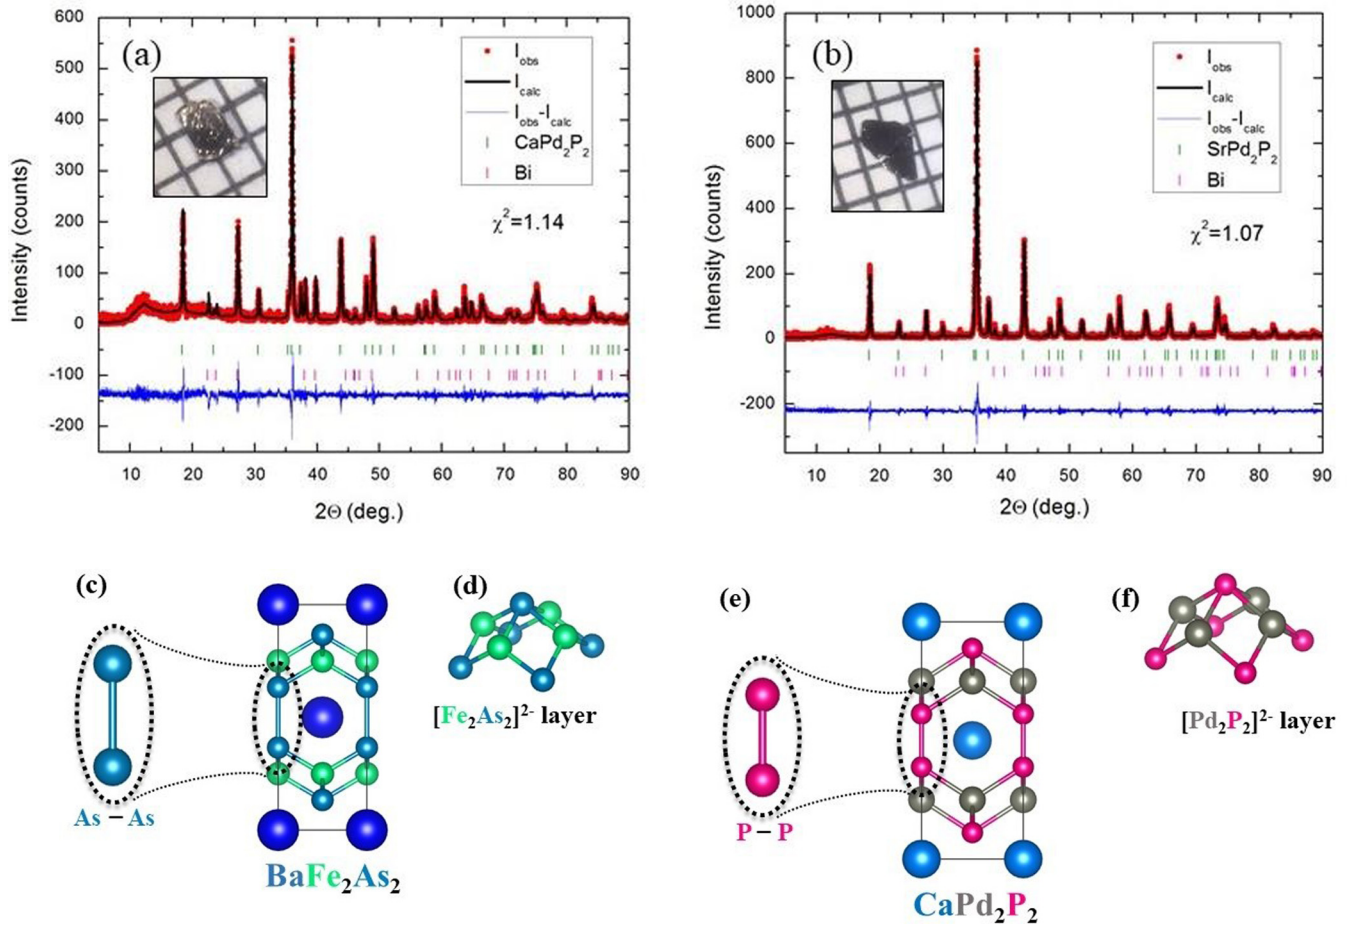 (a)
I_obs
I_calc
I_obs-I_calc
CaPd₂P₂
Bi
χ²=1.14
600
500
400
300
200
100
0
-100
-200
Intensity (counts)
10 20 30 40 50 60 70 80 90
2Θ (deg.)
(b)
I_obs
I_calc
I_obs-I_calc
SrPd₂P₂
Bi
χ²=1.07
1000
800
600
400
200
0
-200
Intensity (counts)
10 20 30 40 50 60 70 80 90
2Θ (deg.)
(c)
As – As
BaFe₂As₂
(d)
[Fe₂As₂]²⁻ layer
(e)
P – P
CaPd₂P₂
(f)
[Pd₂P₂]²⁻ layer